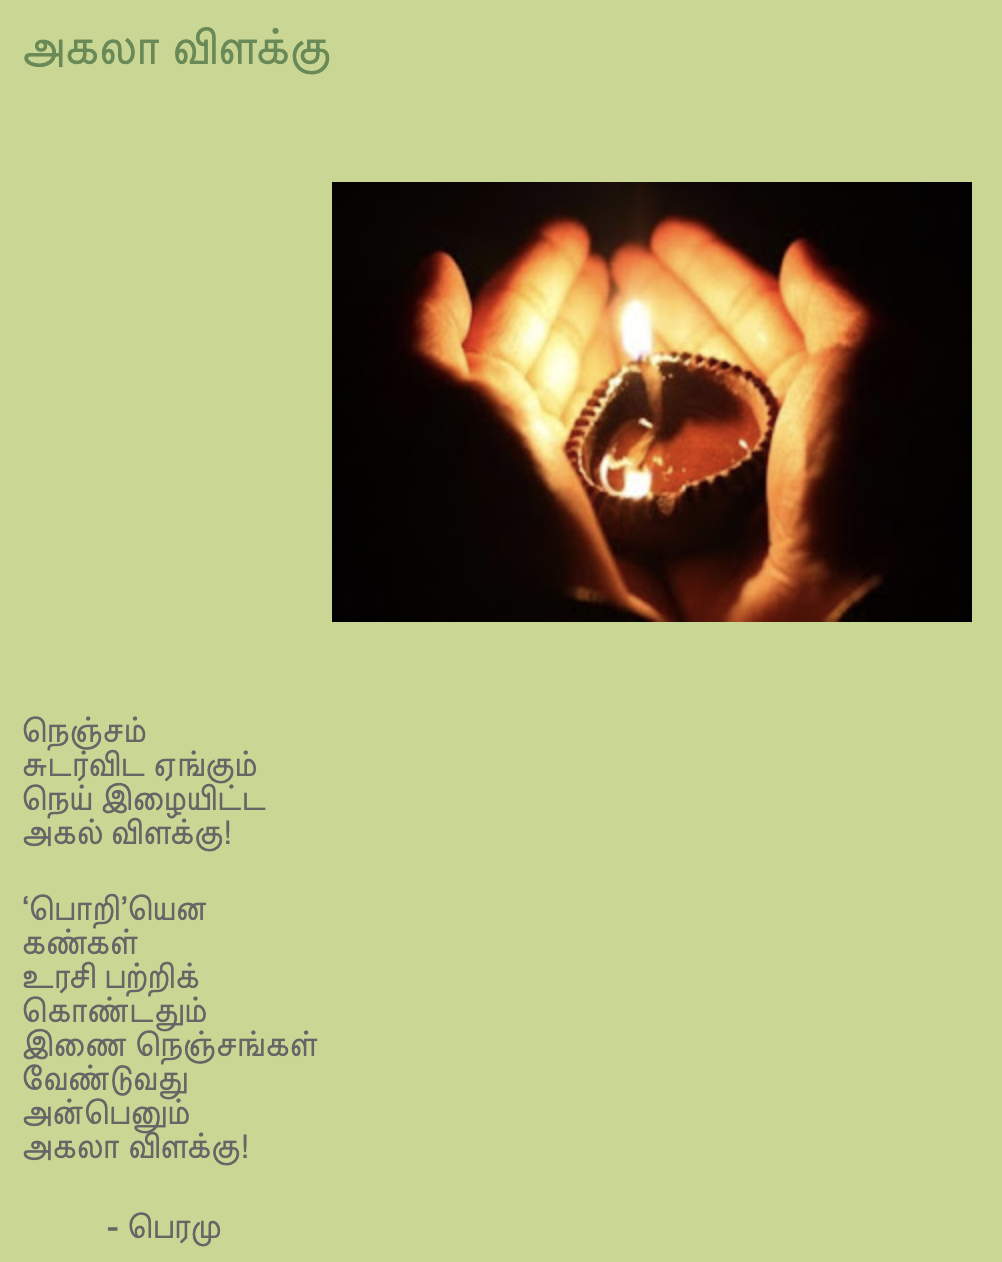 அகலா விளக்கு
நெஞ்சம்
சுடர்விட ஏங்கும்
நெய் இழையிட்ட
அகல் விளக்கு!
‘பொறி’யென
கண்கள்
உரசி பற்றிக்
கொண்டதும்
இணை நெஞ்சங்கள்
வேண்டுவது
அன்பெனும்
அகலா விளக்கு!
- பெரமு